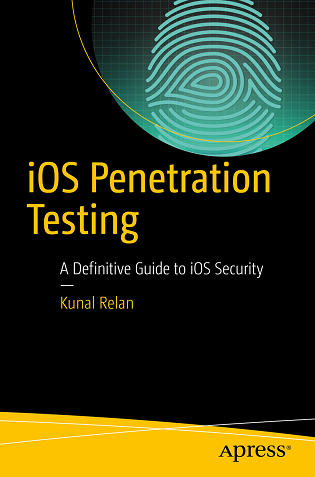 iOS Penetration
Testing
A Definitive Guide to iOS Security
—
Kunal Relan
Apress®